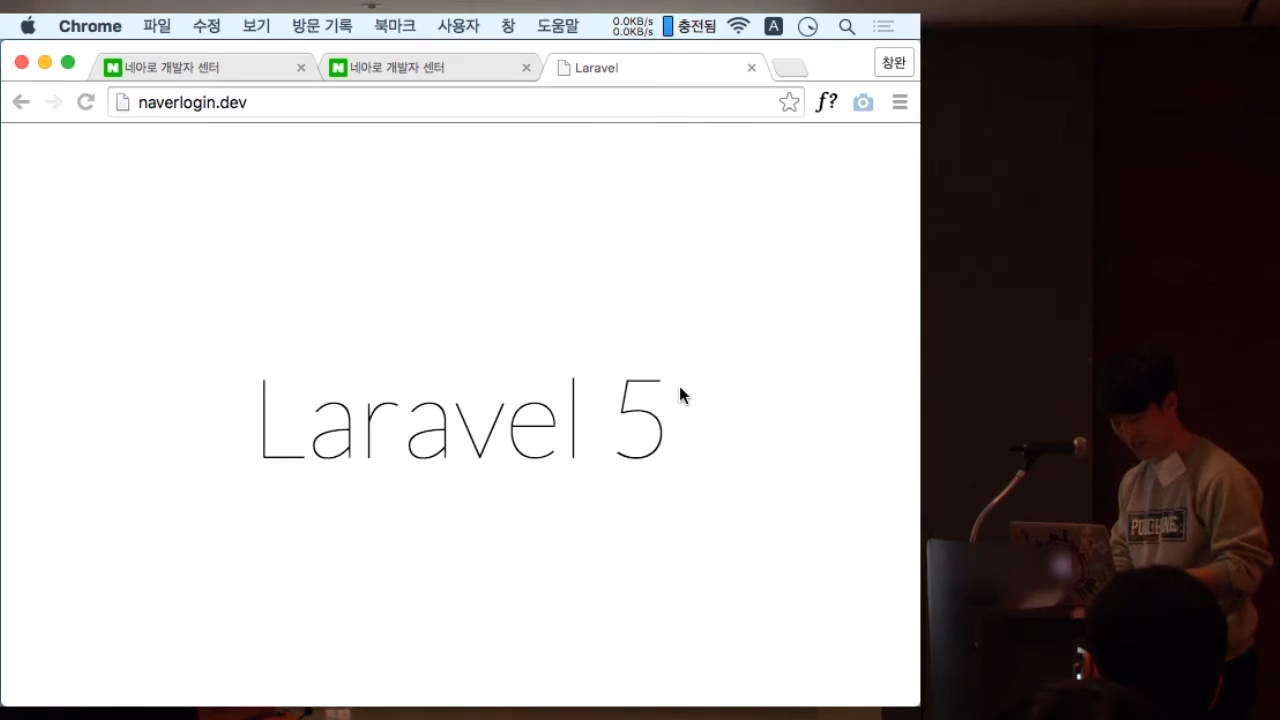 Chrome 파일 수정 보기 방문 기록 북마크 사용자 창 도움말 0.0KB/s 0.0KB/s 충전됨 A
N 네아로 개발자 센터 N 네아로 개발자 센터 Laravel 창완
naverlogin.dev f?
Laravel 5